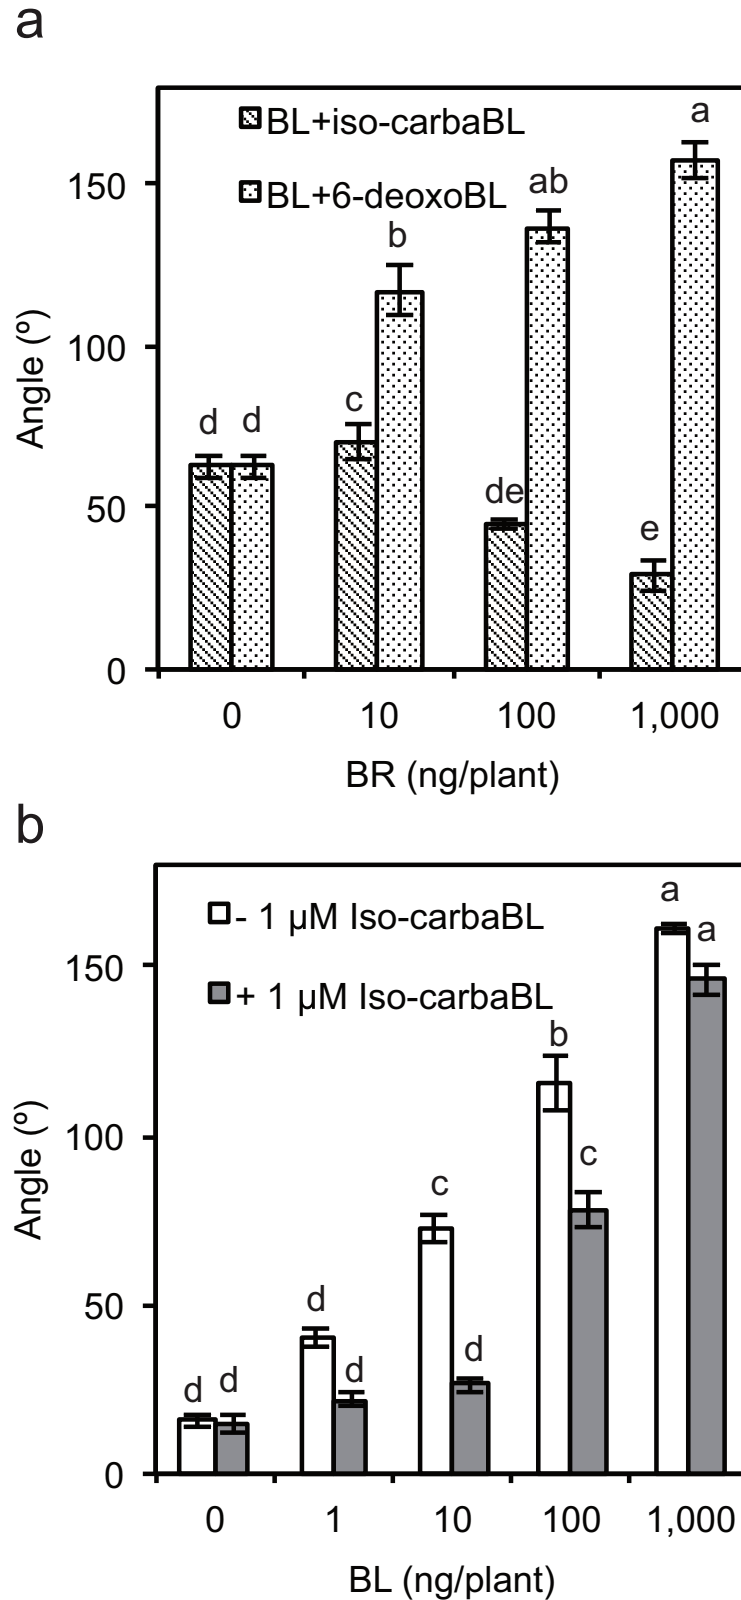 a
BL+iso-carbaBL
BL+6-deoxoBL
a
ab
b
c
d d
de
e
150
100
50
0
Angle (º)
0 10 100 1,000
BR (ng/plant)
b
- 1 µM Iso-carbaBL
+ 1 µM Iso-carbaBL
a
a
b
c
c
d
d
d
d
d
150
100
50
0
Angle (º)
0 1 10 100 1,000
BL (ng/plant)